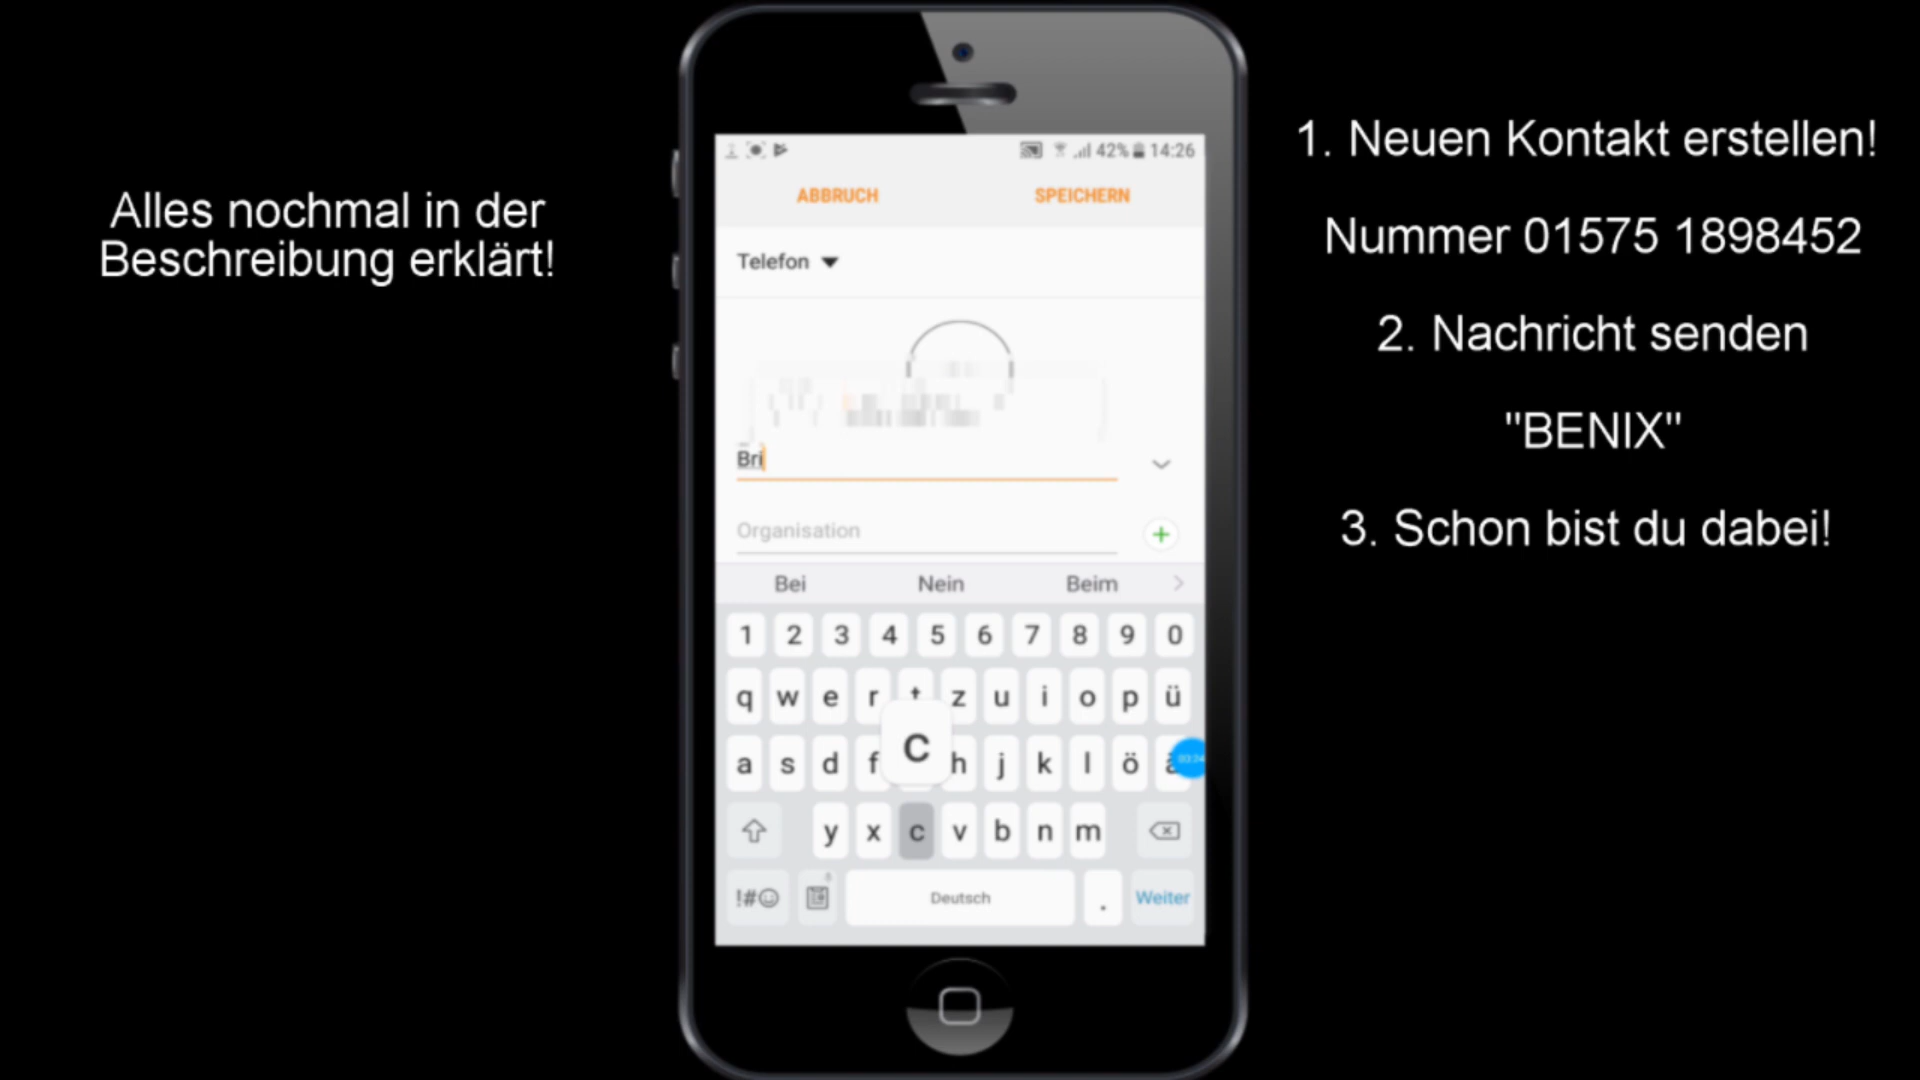 Alles nochmal in der
Beschreibung erklärt!
42% 14:26
ABBRUCH SPEICHERN
Telefon
Bri
Organisation
Bei Nein Beim
1 2 3 4 5 6 7 8 9 0
q w e r t z u i o p ü
a s d f h j k l ö ä
c
y x c v b n m
!#☺ Deutsch . Weiter
1. Neuen Kontakt erstellen!
Nummer 01575 1898452
2. Nachricht senden
"BENIX"
3. Schon bist du dabei!